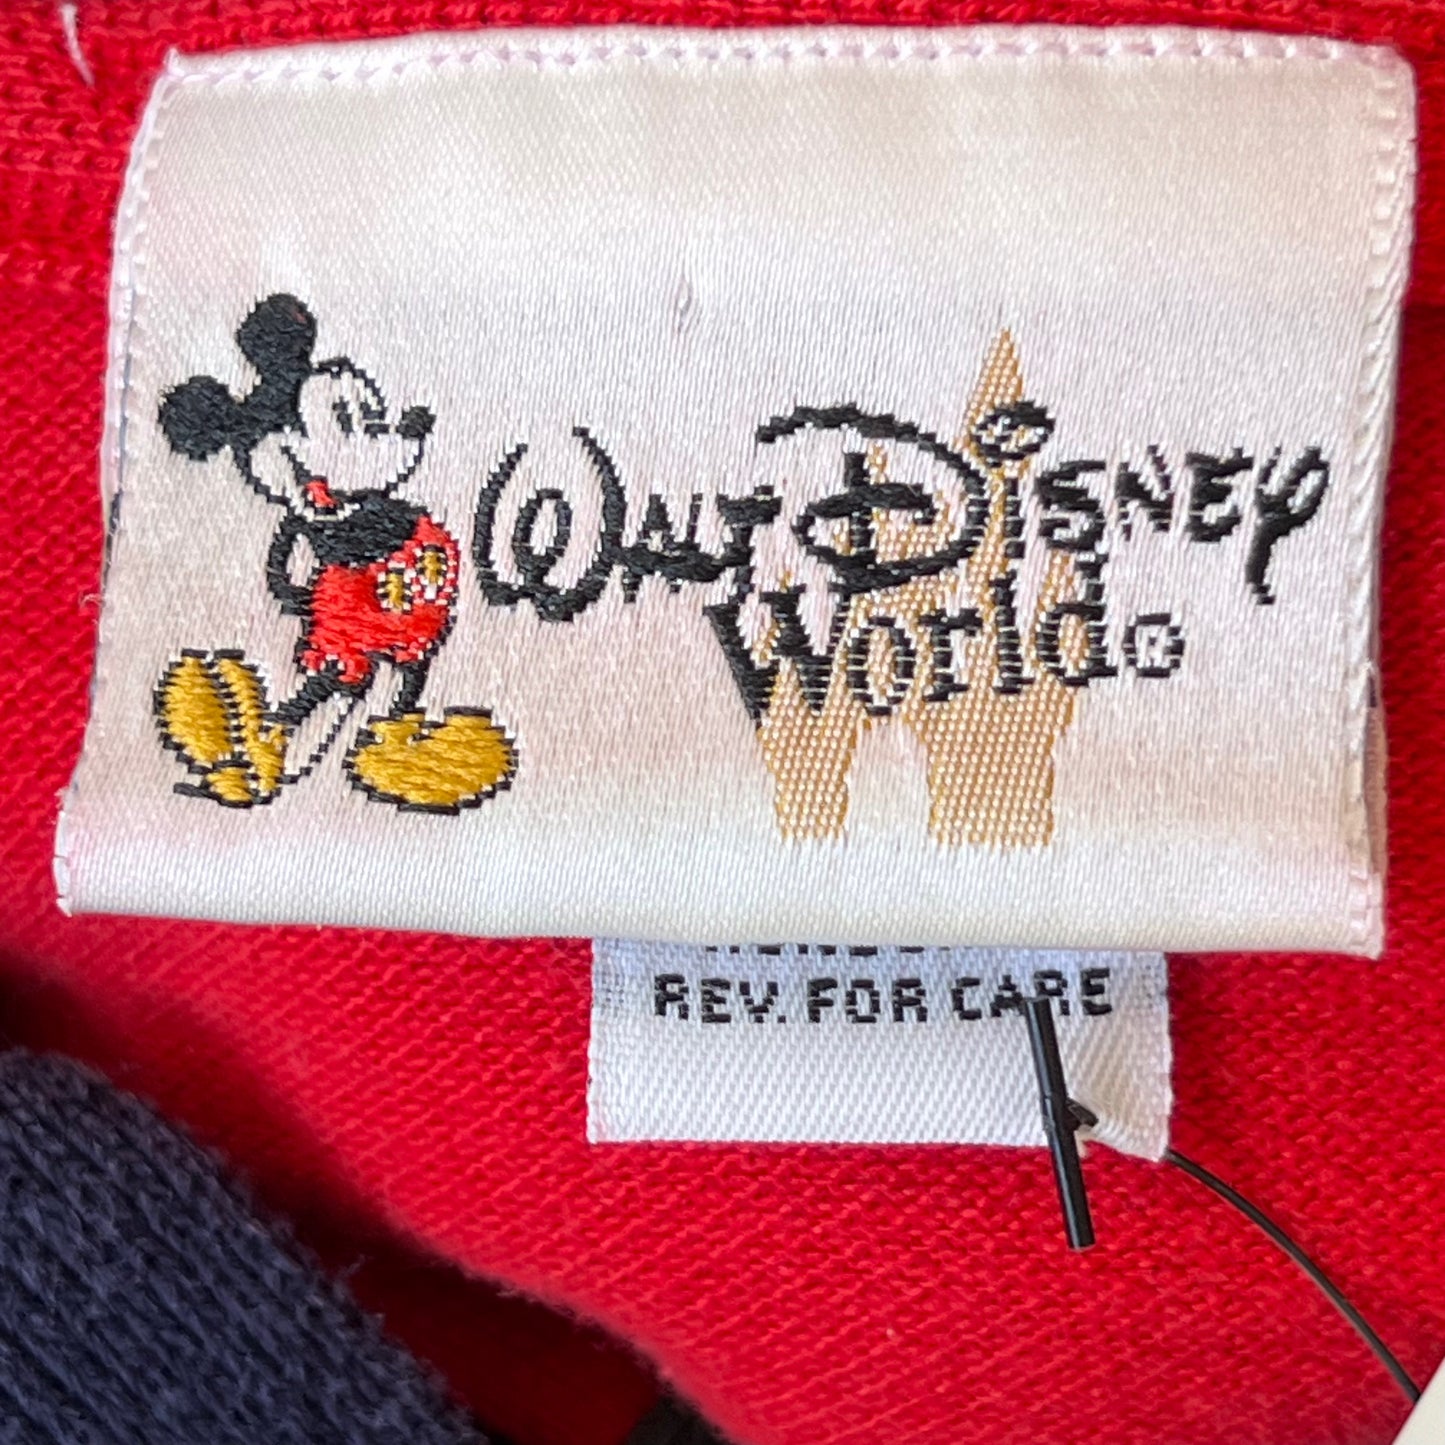 Walt Disney
World®
REV. FOR CARE